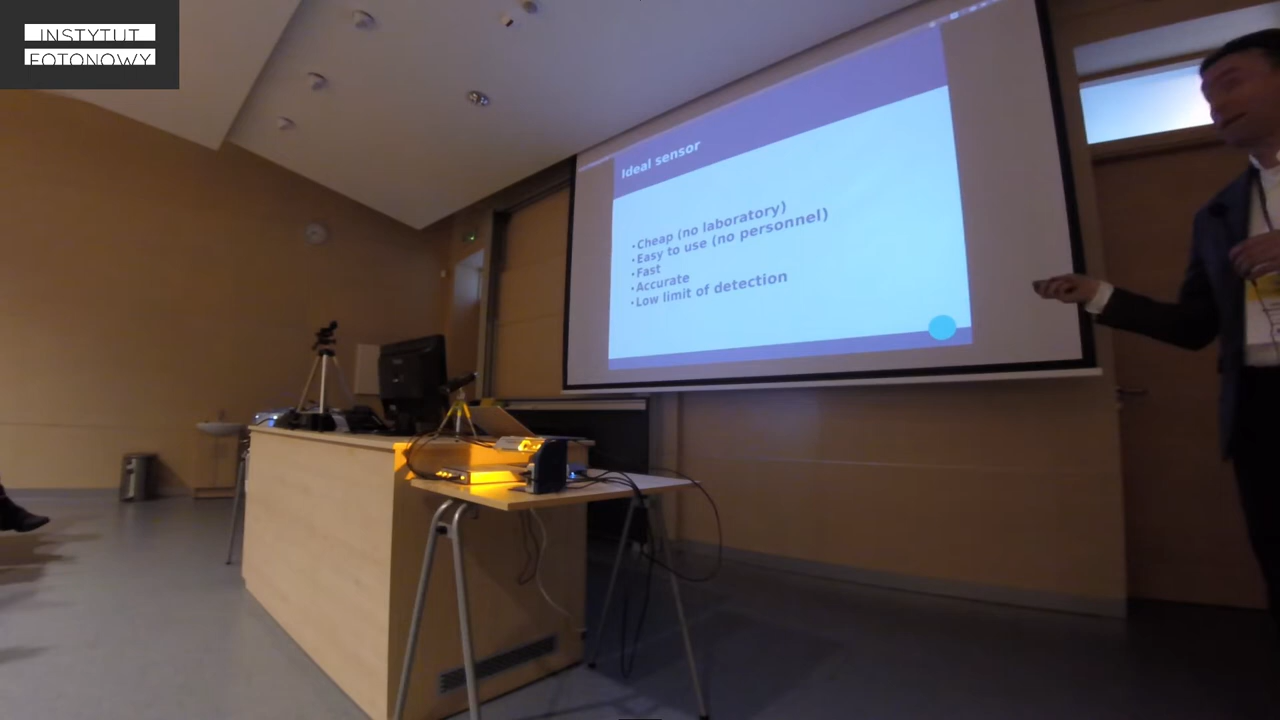 INSTYTUT
FOTONOWY
Ideal sensor
•Cheap (no laboratory)
•Easy to use (no personnel)
•Fast
•Accurate
•Low limit of detection